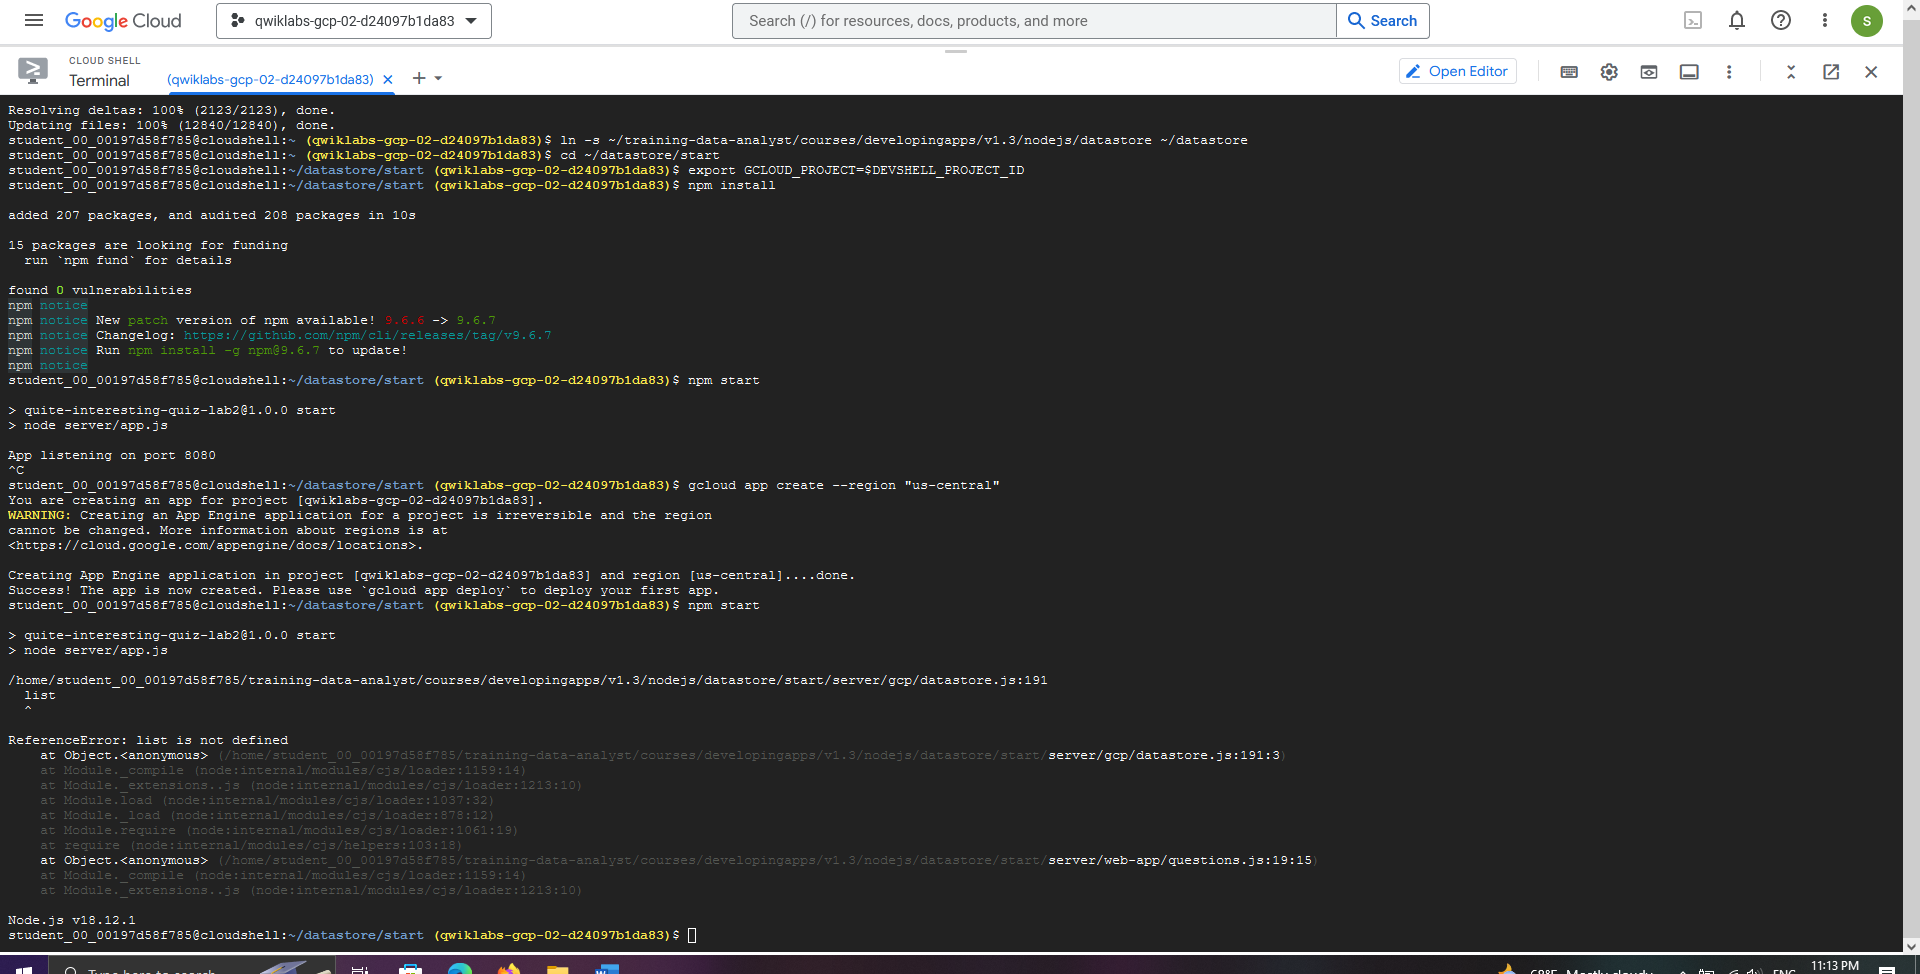 Google Cloud
qwiklabs-gcp-02-d24097b1da83
Search (/) for resources, docs, products, and more
Search
S
CLOUD SHELL
Terminal
(qwiklabs-gcp-02-d24097b1da83)
Open Editor
Resolving deltas: 100% (2123/2123), done.
Updating files: 100% (12840/12840), done.
student_00_00197d58f785@cloudshell:~ (qwiklabs-gcp-02-d24097b1da83)$ ln -s ~/training-data-analyst/courses/developingapps/v1.3/nodejs/datastore ~/datastore
student_00_00197d58f785@cloudshell:~ (qwiklabs-gcp-02-d24097b1da83)$ cd ~/datastore/start
student_00_00197d58f785@cloudshell:~/datastore/start (qwiklabs-gcp-02-d24097b1da83)$ export GCLOUD_PROJECT=$DEVSHELL_PROJECT_ID
student_00_00197d58f785@cloudshell:~/datastore/start (qwiklabs-gcp-02-d24097b1da83)$ npm install
added 207 packages, and audited 208 packages in 10s
15 packages are looking for funding
run `npm fund` for details
found 0 vulnerabilities
npm notice
npm notice New patch version of npm available! 9.6.6 -> 9.6.7
npm notice Changelog: https://github.com/npm/cli/releases/tag/v9.6.7
npm notice Run npm install -g npm@9.6.7 to update!
npm notice
student_00_00197d58f785@cloudshell:~/datastore/start (qwiklabs-gcp-02-d24097b1da83)$ npm start
> quite-interesting-quiz-lab2@1.0.0 start
> node server/app.js
App listening on port 8080
^C
student_00_00197d58f785@cloudshell:~/datastore/start (qwiklabs-gcp-02-d24097b1da83)$ gcloud app create --region "us-central"
You are creating an app for project [qwiklabs-gcp-02-d24097b1da83].
WARNING: Creating an App Engine application for a project is irreversible and the region
cannot be changed. More information about regions is at
<https://cloud.google.com/appengine/docs/locations>.
Creating App Engine application in project [qwiklabs-gcp-02-d24097b1da83] and region [us-central]....done.
Success! The app is now created. Please use `gcloud app deploy` to deploy your first app.
student_00_00197d58f785@cloudshell:~/datastore/start (qwiklabs-gcp-02-d24097b1da83)$ npm start
> quite-interesting-quiz-lab2@1.0.0 start
> node server/app.js
/home/student_00_00197d58f785/training-data-analyst/courses/developingapps/v1.3/nodejs/datastore/start/server/gcp/datastore.js:191
list
^
ReferenceError: list is not defined
at Object.<anonymous> (/home/student_00_00197d58f785/training-data-analyst/courses/developingapps/v1.3/nodejs/datastore/start/server/gcp/datastore.js:191:3)
at Module._compile (node:internal/modules/cjs/loader:1159:14)
at Module._extensions..js (node:internal/modules/cjs/loader:1213:10)
at Module.load (node:internal/modules/cjs/loader:1037:32)
at Module._load (node:internal/modules/cjs/loader:878:12)
at Module.require (node:internal/modules/cjs/loader:1061:19)
at require (node:internal/modules/cjs/helpers:103:18)
at Object.<anonymous> (/home/student_00_00197d58f785/training-data-analyst/courses/developingapps/v1.3/nodejs/datastore/start/server/web-app/questions.js:19:15)
at Module._compile (node:internal/modules/cjs/loader:1159:14)
at Module._extensions..js (node:internal/modules/cjs/loader:1213:10)
Node.js v18.12.1
student_00_00197d58f785@cloudshell:~/datastore/start (qwiklabs-gcp-02-d24097b1da83)$
Type here to search
68°F Mostly cloudy
ENG
11:13 PM